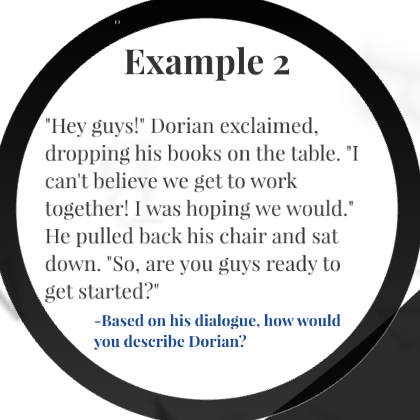 Example 2
"Hey guys!" Dorian exclaimed,
dropping his books on the table. "I
can't believe we get to work
together! I was hoping we would."
He pulled back his chair and sat
down. "So, are you guys ready to
get started?"
-Based on his dialogue, how would
you describe Dorian?